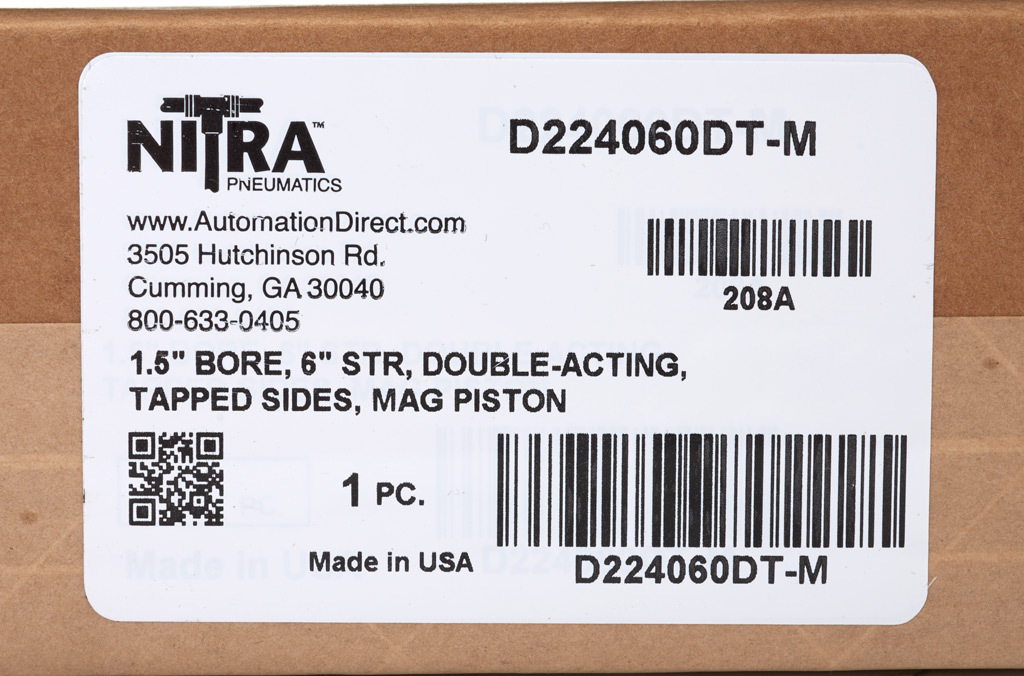 NITRA™
PNEUMATICS
D224060DT-M
www.AutomationDirect.com
3505 Hutchinson Rd.
Cumming, GA 30040
800-633-0405
208A
1.5" BORE, 6" STR, DOUBLE-ACTING,
TAPPED SIDES, MAG PISTON
1 PC.
Made in USA
D224060DT-M